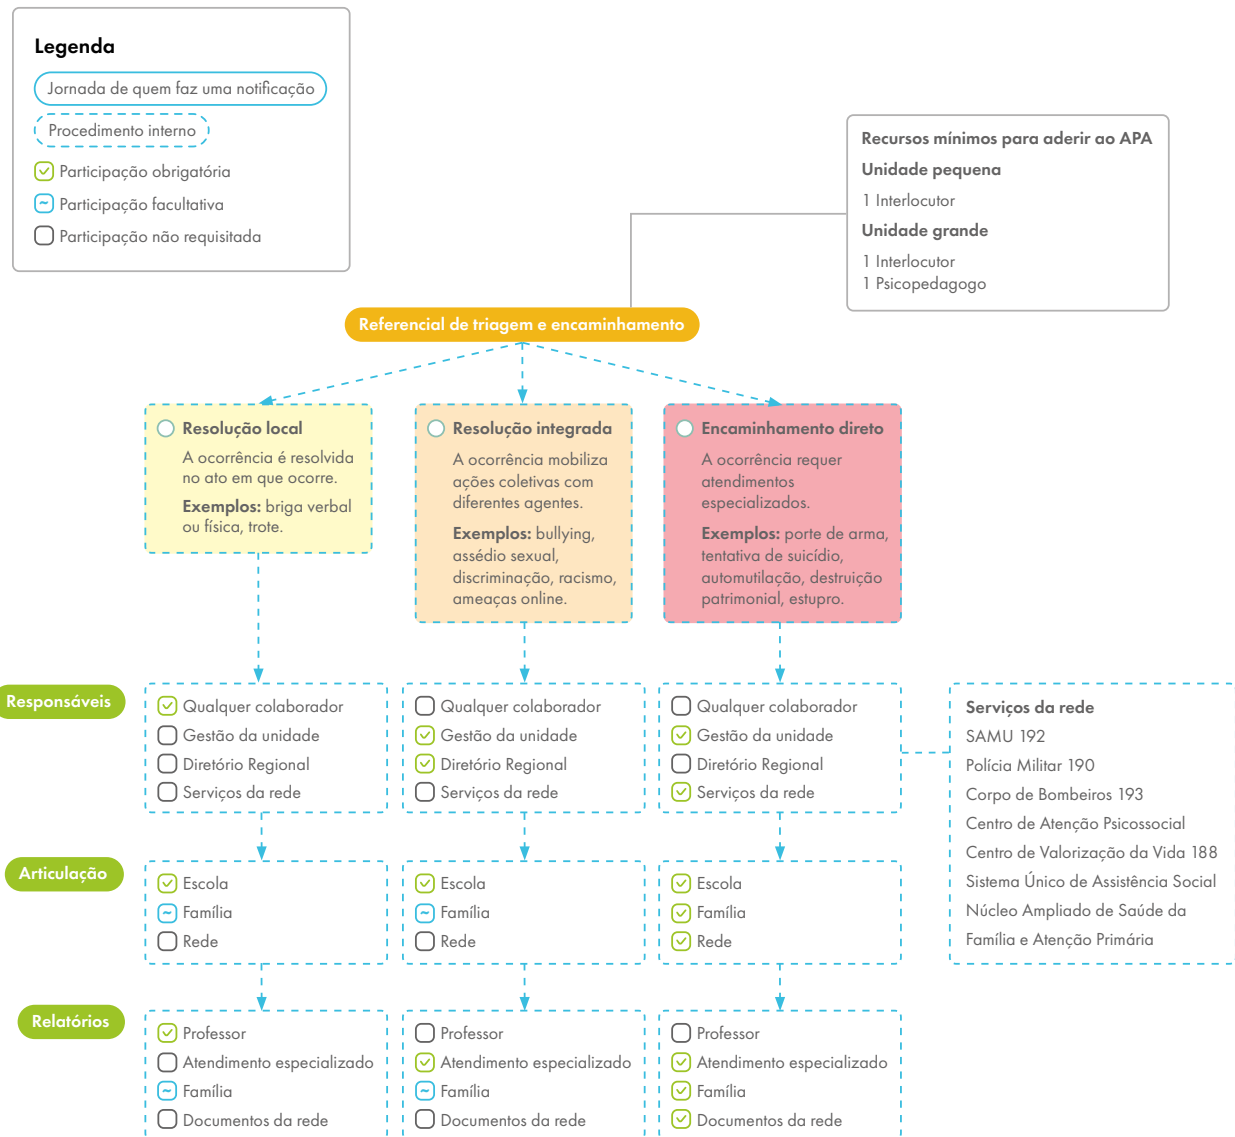 Legenda
Jornada de quem faz uma notificação
Procedimento interno
Participação obrigatória
Participação facultativa
Participação não requisitada
Recursos mínimos para aderir ao APA
Unidade pequena
1 Interlocutor
Unidade grande
1 Interlocutor
1 Psicopedagogo
Referencial de triagem e encaminhamento
Resolução local
A ocorrência é resolvida
no ato em que ocorre.
Exemplos: briga verbal
ou física, trote.
Resolução integrada
A ocorrência mobiliza
ações coletivas com
diferentes agentes.
Exemplos: bullying,
assédio sexual,
discriminação, racismo,
ameaças online.
Encaminhamento direto
A ocorrência requer
atendimentos
especializados.
Exemplos: porte de arma,
tentativa de suicídio,
automutilação, destruição
patrimonial, estupro.
Responsáveis
Qualquer colaborador
Gestão da unidade
Diretório Regional
Serviços da rede
Qualquer colaborador
Gestão da unidade
Diretório Regional
Serviços da rede
Qualquer colaborador
Gestão da unidade
Diretório Regional
Serviços da rede
Serviços da rede
SAMU 192
Polícia Militar 190
Corpo de Bombeiros 193
Centro de Atenção Psicossocial
Centro de Valorização da Vida 188
Sistema Único de Assistência Social
Núcleo Ampliado de Saúde da
Família e Atenção Primária
Articulação
Escola
Família
Rede
Escola
Família
Rede
Escola
Família
Rede
Relatórios
Professor
Atendimento especializado
Família
Documentos da rede
Professor
Atendimento especializado
Família
Documentos da rede
Professor
Atendimento especializado
Família
Documentos da rede